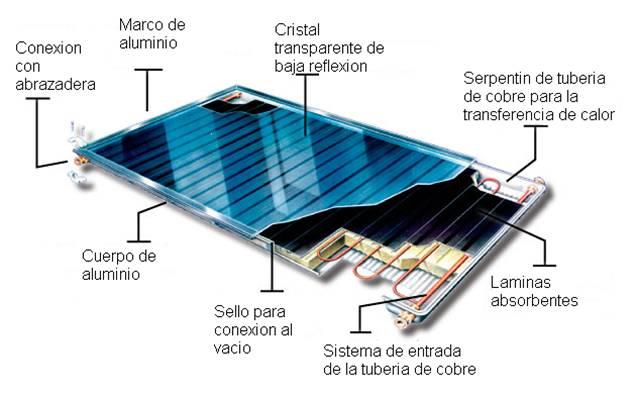 Marco de
aluminio
Cristal
transparente de
baja reflexion
Conexion
con
abrazadera
Serpentin de tuberia
de cobre para la
transferencia de calor
Cuerpo de
aluminio
Laminas
absorbentes
Sello para
conexion al
vacio
Sistema de entrada
de la tuberia de cobre